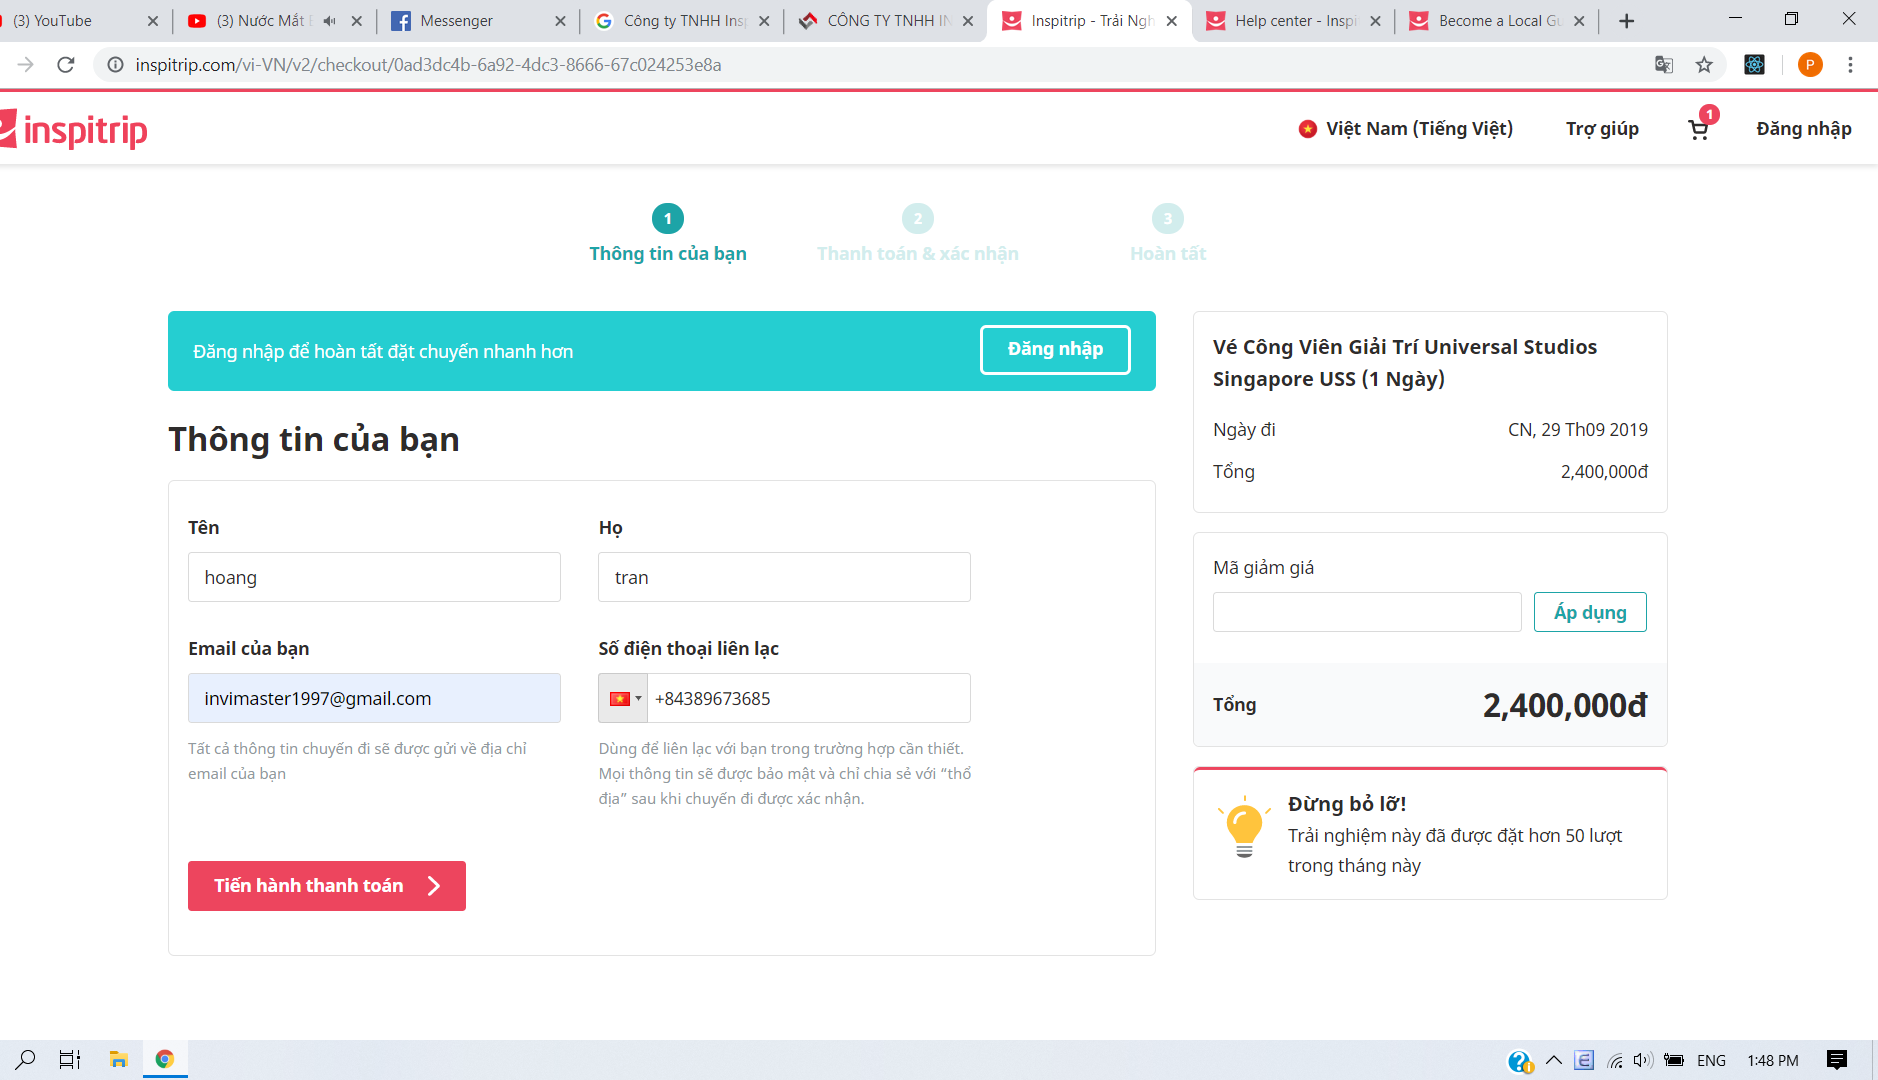 (3) YouTube
(3) Nước Mắt
Messenger
Công ty TNHH Insp
CÔNG TY TNHH IN
Inspitrip - Trải Ngh
Help center - Inspi
Become a Local Gu
inspitrip.com/vi-VN/v2/checkout/0ad3dc4b-6a92-4dc3-8666-67c024253e8a
P
inspitrip
Việt Nam (Tiếng Việt)
Trợ giúp
1
Đăng nhập
1
2
3
Thông tin của bạn
Thanh toán & xác nhận
Hoàn tất
Đăng nhập để hoàn tất đặt chuyến nhanh hơn
Đăng nhập
Thông tin của bạn
Tên
Họ
hoang
tran
Email của bạn
Số điện thoại liên lạc
invimaster1997@gmail.com
+84389673685
Tất cả thông tin chuyến đi sẽ được gửi về địa chỉ
email của bạn
Dùng để liên lạc với bạn trong trường hợp cần thiết.
Mọi thông tin sẽ được bảo mật và chỉ chia sẻ với “thổ
địa” sau khi chuyến đi được xác nhận.
Tiến hành thanh toán
Vé Công Viên Giải Trí Universal Studios
Singapore USS (1 Ngày)
Ngày đi
CN, 29 Th09 2019
Tổng
2,400,000đ
Mã giảm giá
Áp dụng
Tổng
2,400,000đ
Đừng bỏ lỡ!
Trải nghiệm này đã được đặt hơn 50 lượt
trong tháng này
ENG
1:48 PM